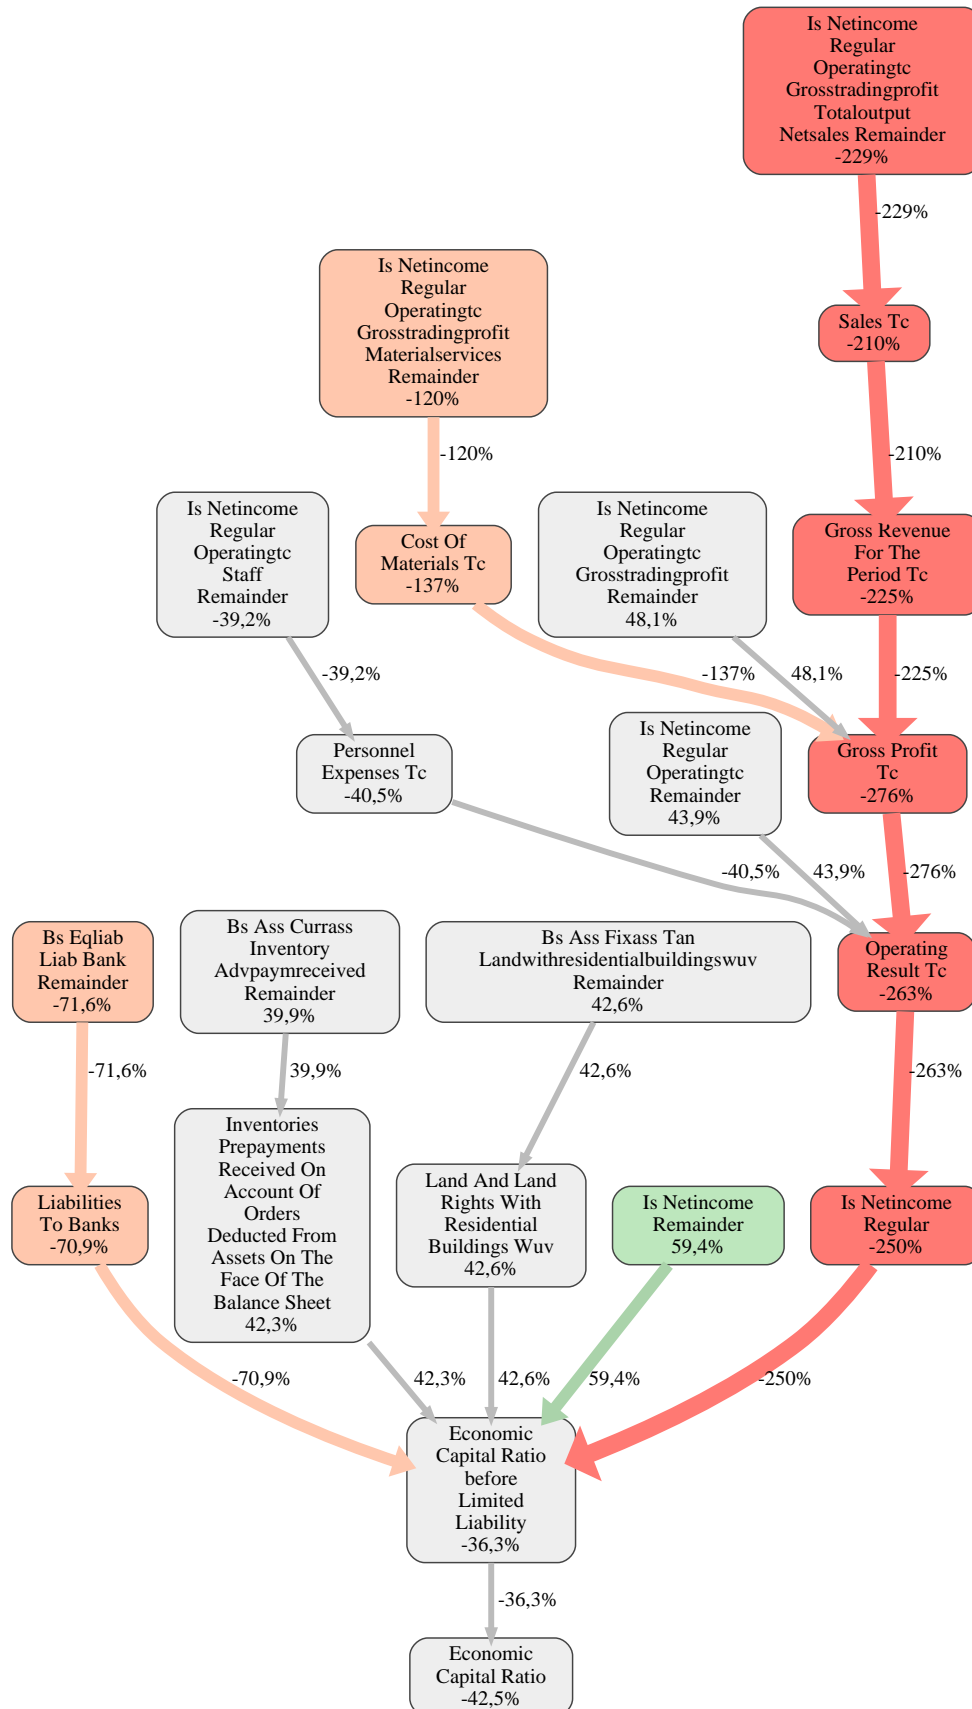 Is Netincome
Regular
Operatingtc
Grosstradingprofit
Totaloutput
Netsales Remainder
-229%
-229%
Is Netincome
Regular
Operatingtc
Grosstradingprofit
Materialservices
Remainder
-120%
Sales Tc
-210%
-120%
-210%
Is Netincome
Regular
Operatingtc
Staff
Remainder
-39,2%
Cost Of
Materials Tc
-137%
Is Netincome
Regular
Operatingtc
Grosstradingprofit
Remainder
48,1%
Gross Revenue
For The
Period Tc
-225%
-39,2%
-137%
48,1%
-225%
Personnel
Expenses Tc
-40,5%
Is Netincome
Regular
Operatingtc
Remainder
43,9%
Gross Profit
Tc
-276%
-40,5%
43,9%
-276%
Bs Eqliab
Liab Bank
Remainder
-71,6%
Bs Ass Currass
Inventory
Advpaymreceived
Remainder
39,9%
Bs Ass Fixass Tan
Landwithresidentialbuildingswuv
Remainder
42,6%
Operating
Result Tc
-263%
-71,6%
39,9%
42,6%
-263%
Liabilities
To Banks
-70,9%
Inventories
Prepayments
Received On
Account Of
Orders
Deducted From
Assets On The
Face Of The
Balance Sheet
42,3%
Land And Land
Rights With
Residential
Buildings Wuv
42,6%
Is Netincome
Remainder
59,4%
Is Netincome
Regular
-250%
-70,9%
42,3%
42,6%
59,4%
-250%
Economic
Capital Ratio
before
Limited
Liability
-36,3%
-36,3%
Economic
Capital Ratio
-42,5%